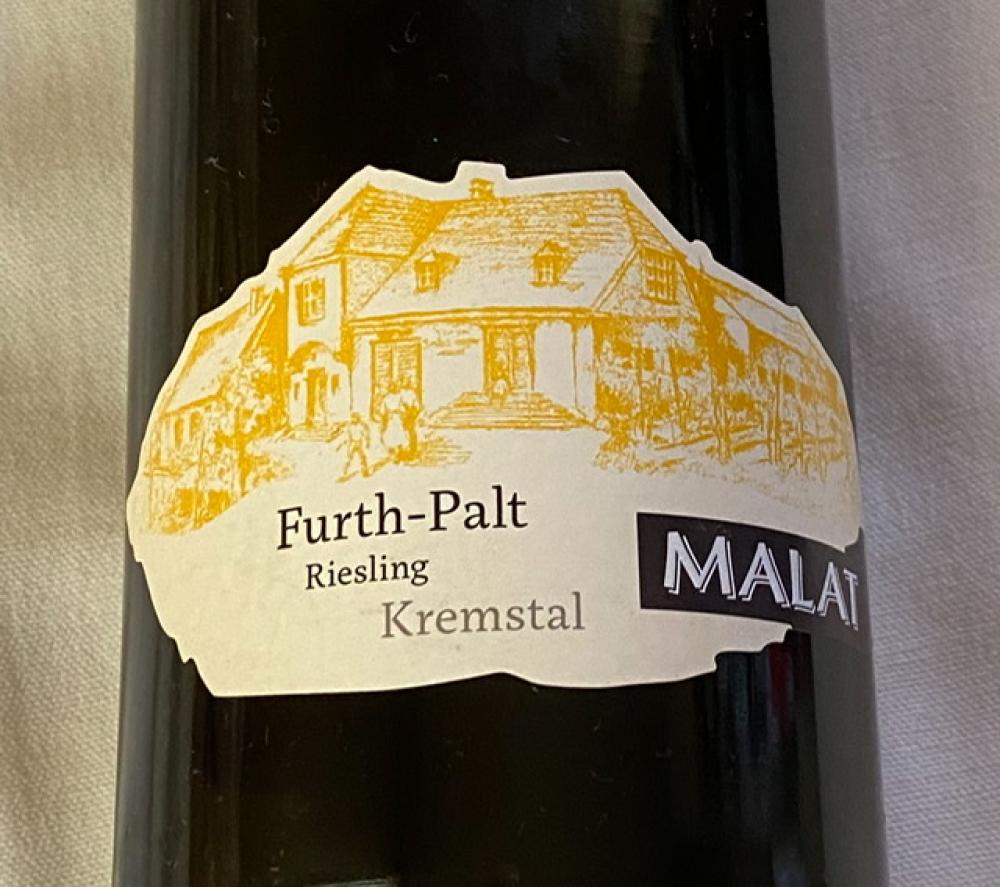 Furth-Palt
Riesling
Kremstal
MALAT